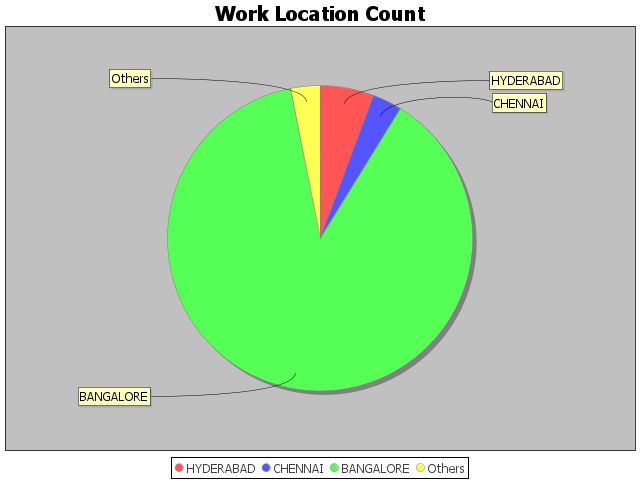 Work Location Count
Others
HYDERABAD
CHENNAI
BANGALORE
HYDERABAD CHENNAI BANGALORE Others